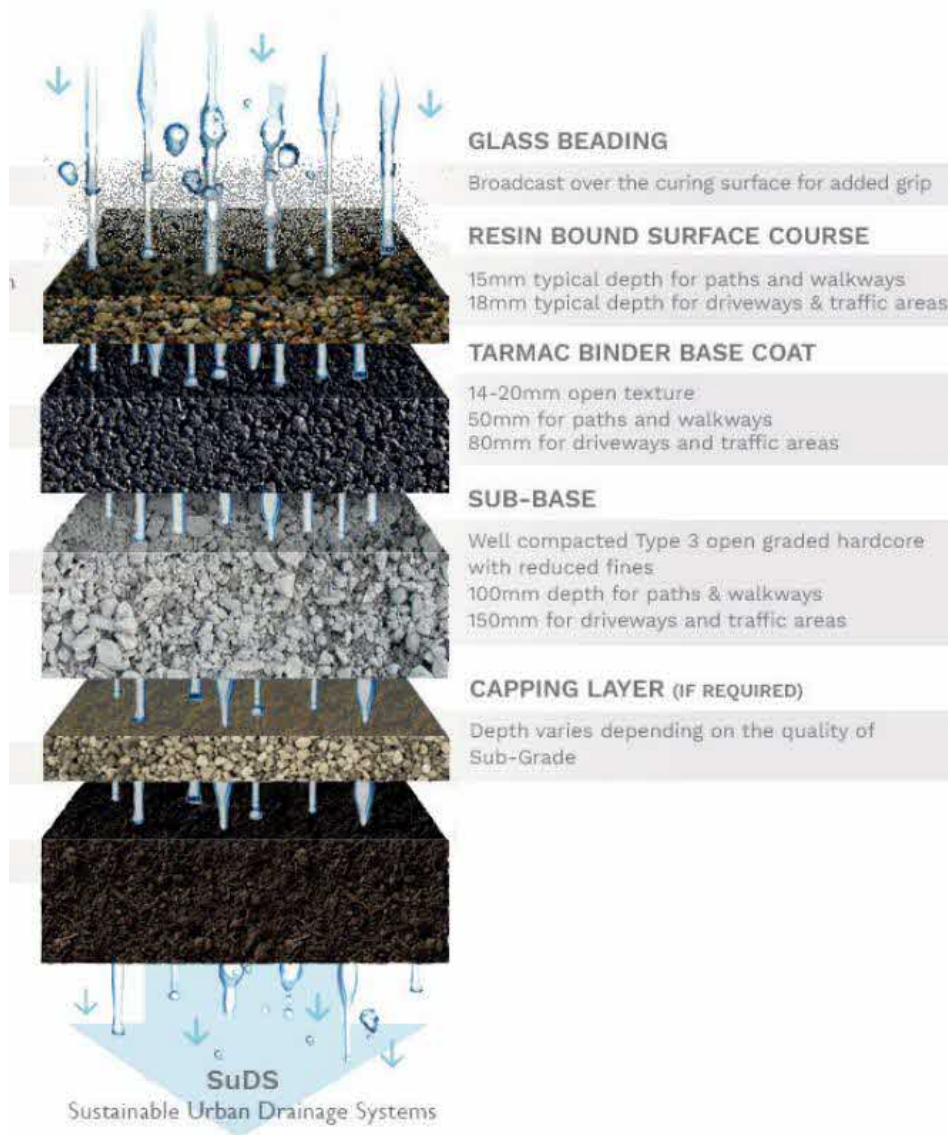 GLASS BEADING
Broadcast over the curing surface for added grip
RESIN BOUND SURFACE COURSE
15mm typical depth for paths and walkways
18mm typical depth for driveways & traffic areas
TARMAC BINDER BASE COAT
14-20mm open texture
50mm for paths and walkways
80mm for driveways and traffic areas
SUB-BASE
Well compacted Type 3 open graded hardcore
with reduced fines
100mm depth for paths & walkways
150mm for driveways and traffic areas
CAPPING LAYER (IF REQUIRED)
Depth varies depending on the quality of
Sub-Grade
SuDS
Sustainable Urban Drainage Systems